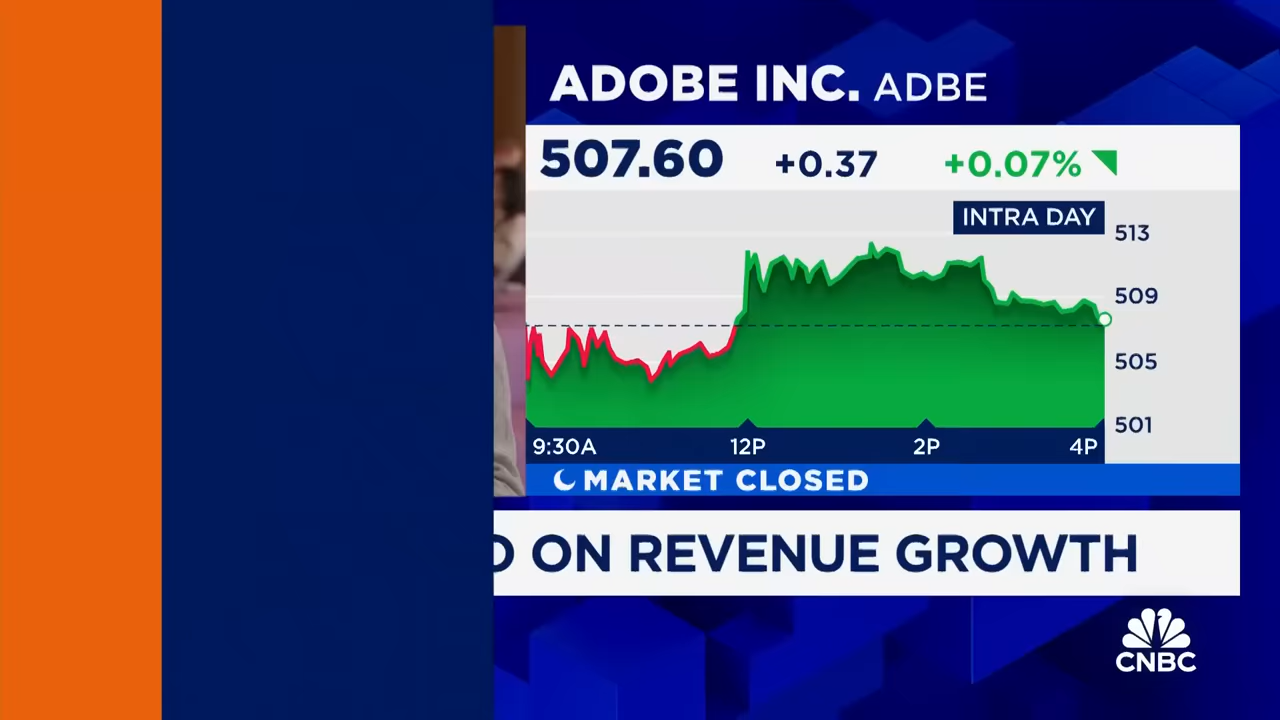 ADOBE INC. ADBE
507.60 +0.37 +0.07%
INTRA DAY
513
509
505
501
9:30A 12P 2P 4P
MARKET CLOSED
ON REVENUE GROWTH
CNBC